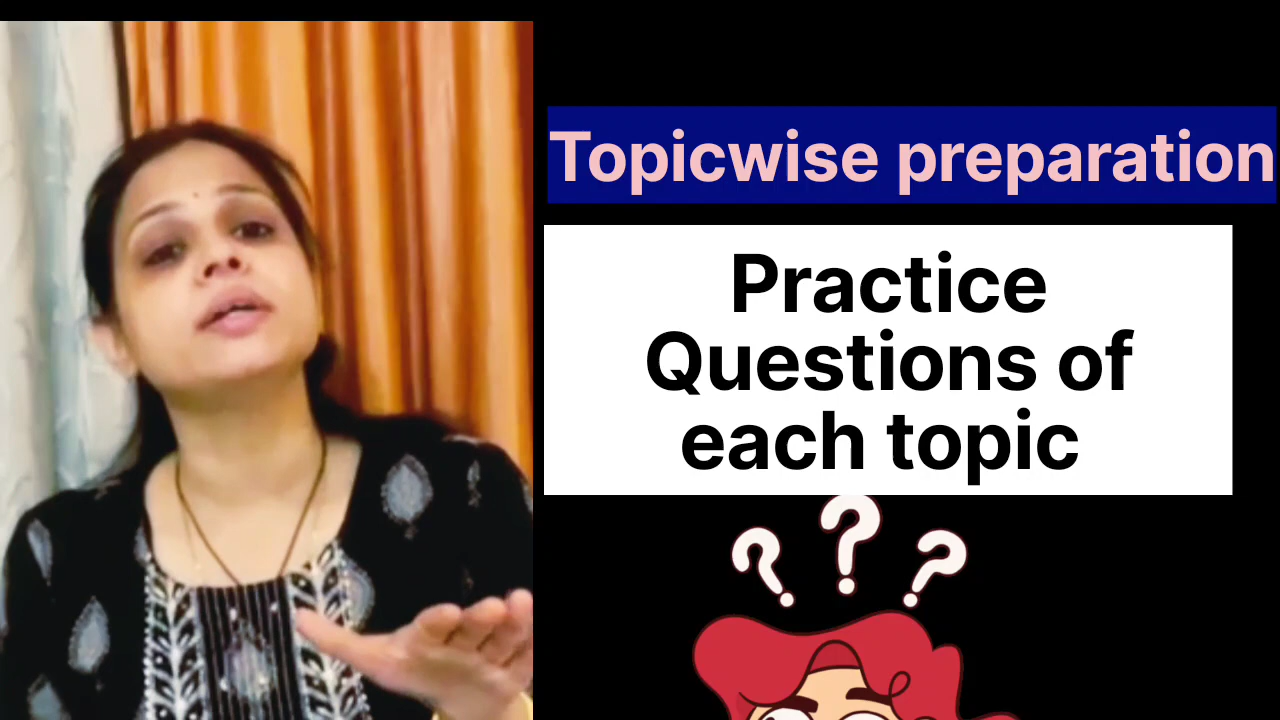 Topicwise preparation
Practice
Questions of
each topic
? ? ?